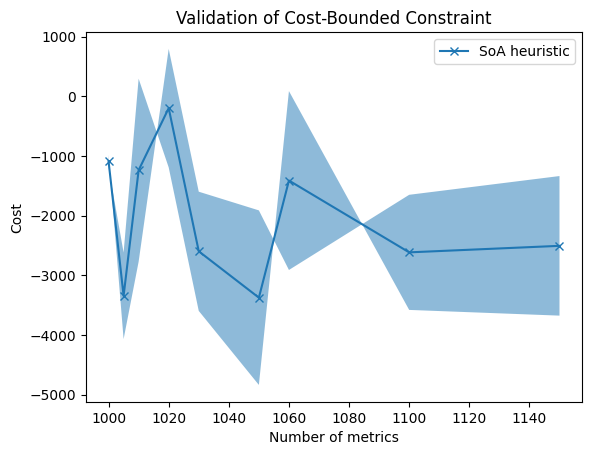 Validation of Cost-Bounded Constraint
SoA heuristic
Cost
1000
0
−1000
−2000
−3000
−4000
−5000
1000 1020 1040 1060 1080 1100 1120 1140
Number of metrics